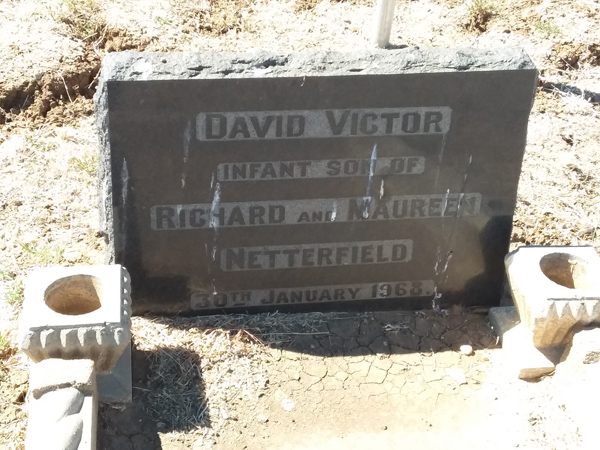 DAVID VICTOR
INFANT SON OF
RICHARD AND MAUREEN
NETTERFIELD
30TH JANUARY 1968.